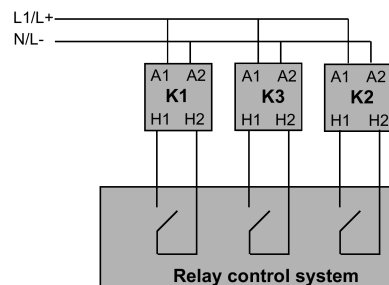 L1/L+
N/L-
A1 A2 A1 A2 A1 A2
K1 K3 K2
H1 H2 H1 H2 H1 H2
Relay control system